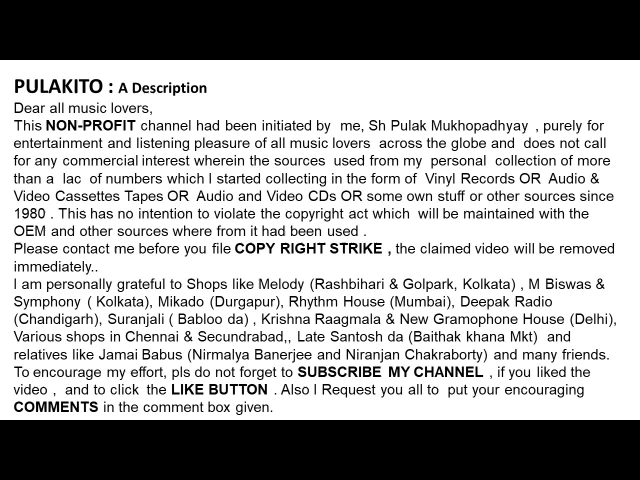 PULAKITO : A Description
Dear all music lovers,
This NON-PROFIT channel had been initiated by me, Sh Pulak Mukhopadhyay , purely for
entertainment and listening pleasure of all music lovers across the globe and does not call
for any commercial interest wherein the sources used from my personal collection of more
than a lac of numbers which I started collecting in the form of Vinyl Records OR Audio &
Video Cassettes Tapes OR Audio and Video CDs OR some own stuff or other sources since
1980 . This has no intention to violate the copyright act which will be maintained with the
OEM and other sources where from it had been used .
Please contact me before you file COPY RIGHT STRIKE , the claimed video will be removed
immediately..
I am personally grateful to Shops like Melody (Rashbihari & Golpark, Kolkata) , M Biswas &
Symphony ( Kolkata), Mikado (Durgapur), Rhythm House (Mumbai), Deepak Radio
(Chandigarh), Suranjali ( Babloo da) , Krishna Raagmala & New Gramophone House (Delhi),
Various shops in Chennai & Secundrabad,, Late Santosh da (Baithak khana Mkt) and
relatives like Jamai Babus (Nirmalya Banerjee and Niranjan Chakraborty) and many friends.
To encourage my effort, pls do not forget to SUBSCRIBE MY CHANNEL , if you liked the
video , and to click the LIKE BUTTON . Also I Request you all to put your encouraging
COMMENTS in the comment box given.